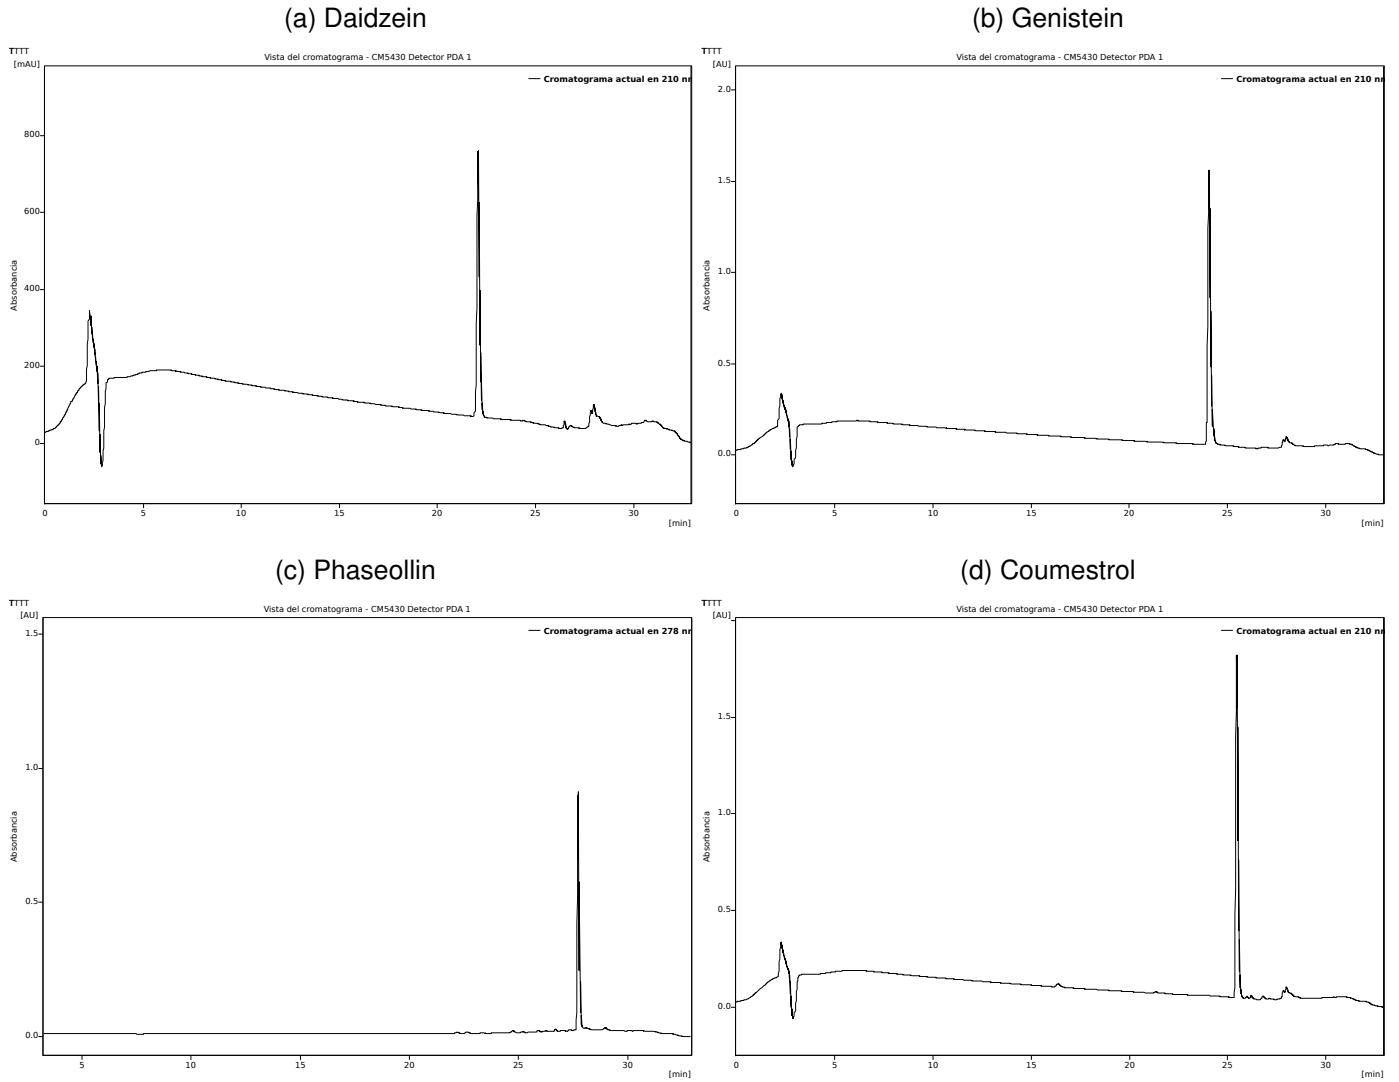 (a) Daidzein
TTTT
[mAU]
Vista del cromatograma - CM5430 Detector PDA 1
Cromatograma actual en 210 nm
800
600
400
200
0
Absorbancia
0 5 10 15 20 25 30
[min]
(b) Genistein
TTTT
[AU]
Vista del cromatograma - CM5430 Detector PDA 1
Cromatograma actual en 210 nm
2.0
1.5
1.0
0.5
0.0
Absorbancia
0 5 10 15 20 25 30
[min]
(c) Phaseollin
TTTT
[AU]
Vista del cromatograma - CM5430 Detector PDA 1
Cromatograma actual en 278 nm
1.5
1.0
0.5
0.0
Absorbancia
5 10 15 20 25 30
[min]
(d) Coumestrol
TTTT
[AU]
Vista del cromatograma - CM5430 Detector PDA 1
Cromatograma actual en 210 nm
1.5
1.0
0.5
0.0
Absorbancia
0 5 10 15 20 25 30
[min]